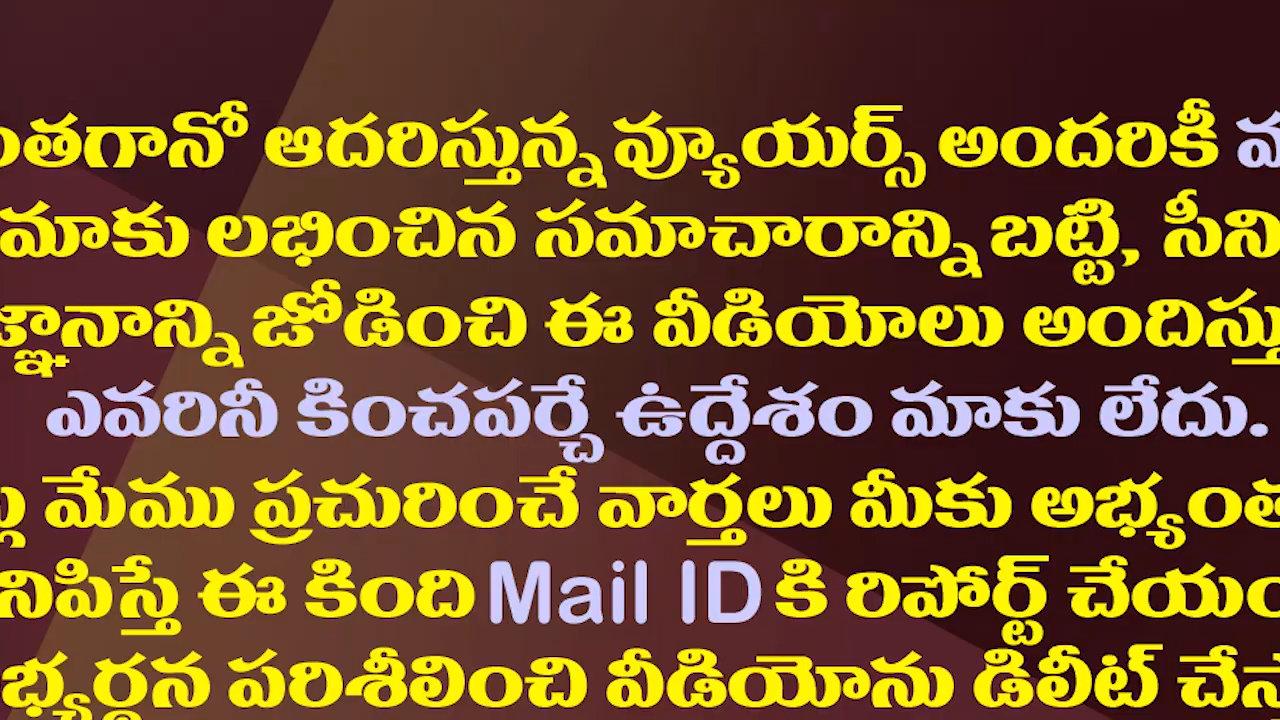 ంతగానో ఆదరిస్తున్న వ్యూయర్స్ అందరికీ
మాకు లభించిన సమాచారాన్ని బట్టి, సీని
జ్ఞానాన్ని జోడించి ఈ వీడియోలు అందిస్తు
ఎవరినీ కించపర్చే ఉద్దేశం మాకు లేదు.
మేము ప్రచురించే వార్తలు మీకు అభ్యంత
నిపిస్తే ఈ కింది Mail ID కి రిపోర్ట్ చేయం
భ్యర్ధన పరిశీలించి వీడియోను డిలీట్ చేస